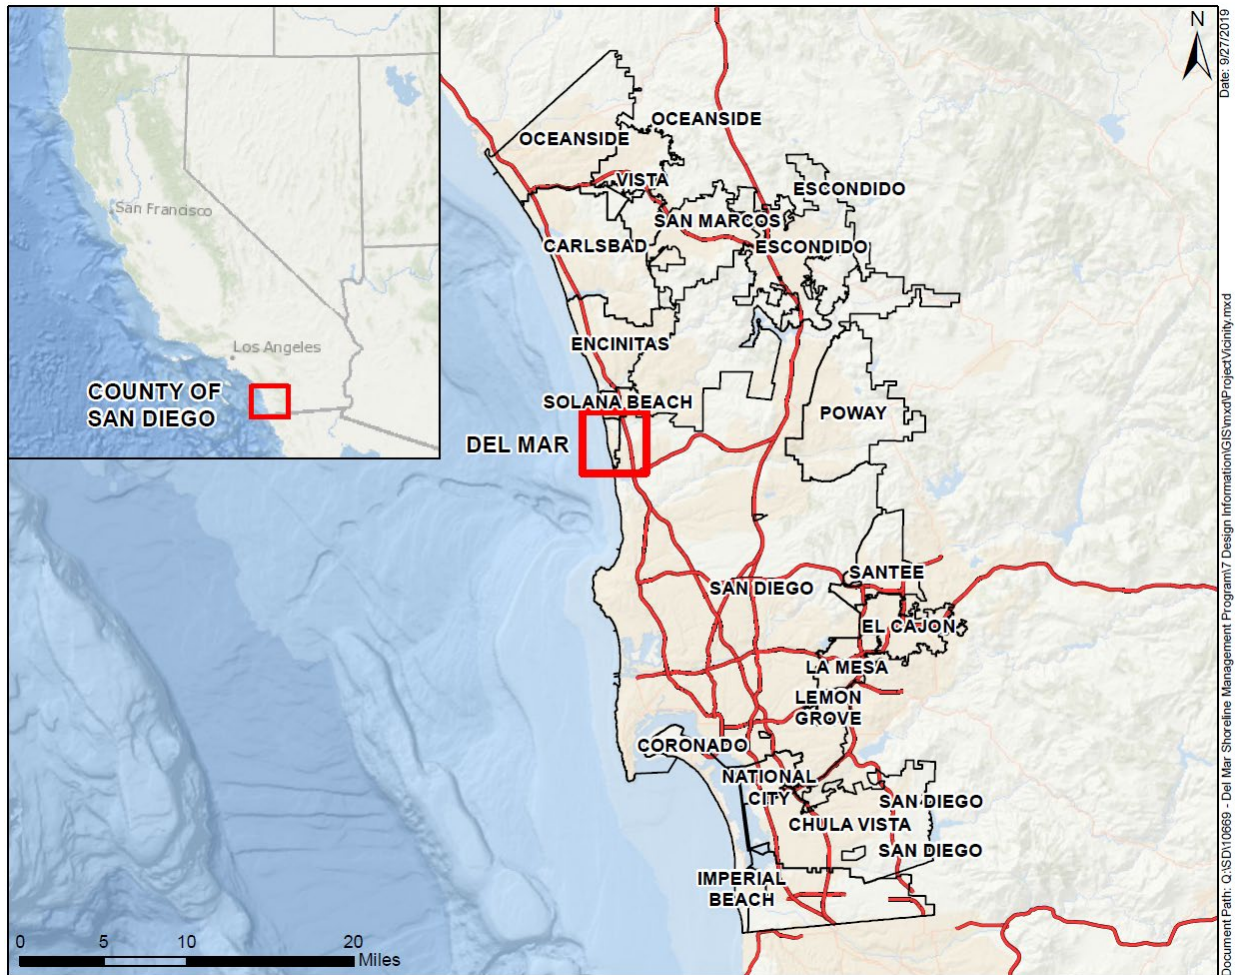 San Francisco
Los Angeles
COUNTY OF
SAN DIEGO
N
OCEANSIDE
OCEANSIDE
VISTA
ESCONDIDO
SAN MARCOS
CARLSBAD
ESCONDIDO
ENCINITAS
SOLANA BEACH
POWAY
DEL MAR
SANTEE
SAN DIEGO
EL CAJON
LA MESA
LEMON
GROVE
CORONADO
NATIONAL
CITY
SAN DIEGO
CHULA VISTA
SAN DIEGO
IMPERIAL
BEACH
0 5 10 20
Miles
Document Path: Q:\SD\10669 - Del Mar Shoreline Management Program\7 Design Information\GIS\mxd\ProjectVicinity.mxd
Date: 9/27/2019